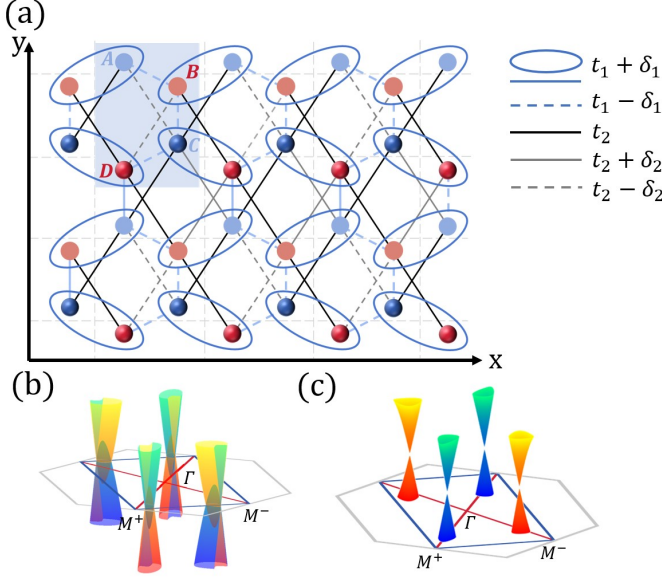 (a)
y
A
B
C
D
x
t₁ + δ₁
t₁ − δ₁
t₂
t₂ + δ₂
t₂ − δ₂
(b)
Γ
M⁺
M⁻
(c)
Γ
M⁺
M⁻